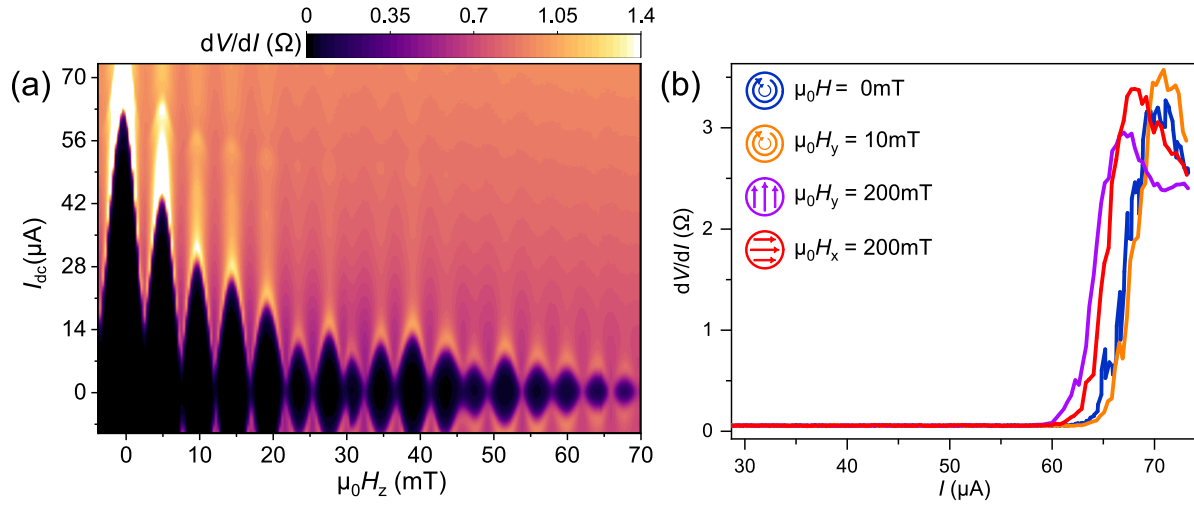 0 0.35 0.7 1.05 1.4
dV/dI (Ω)
(a)
70
56
42
28
14
0
I_dc(µA)
0 10 20 30 40 50 60 70
µ₀H_z (mT)
(b)
µ₀H = 0mT
µ₀H_y = 10mT
µ₀H_y = 200mT
µ₀H_x = 200mT
3
2
1
0
dV/dI (Ω)
30 40 50 60 70
I (µA)